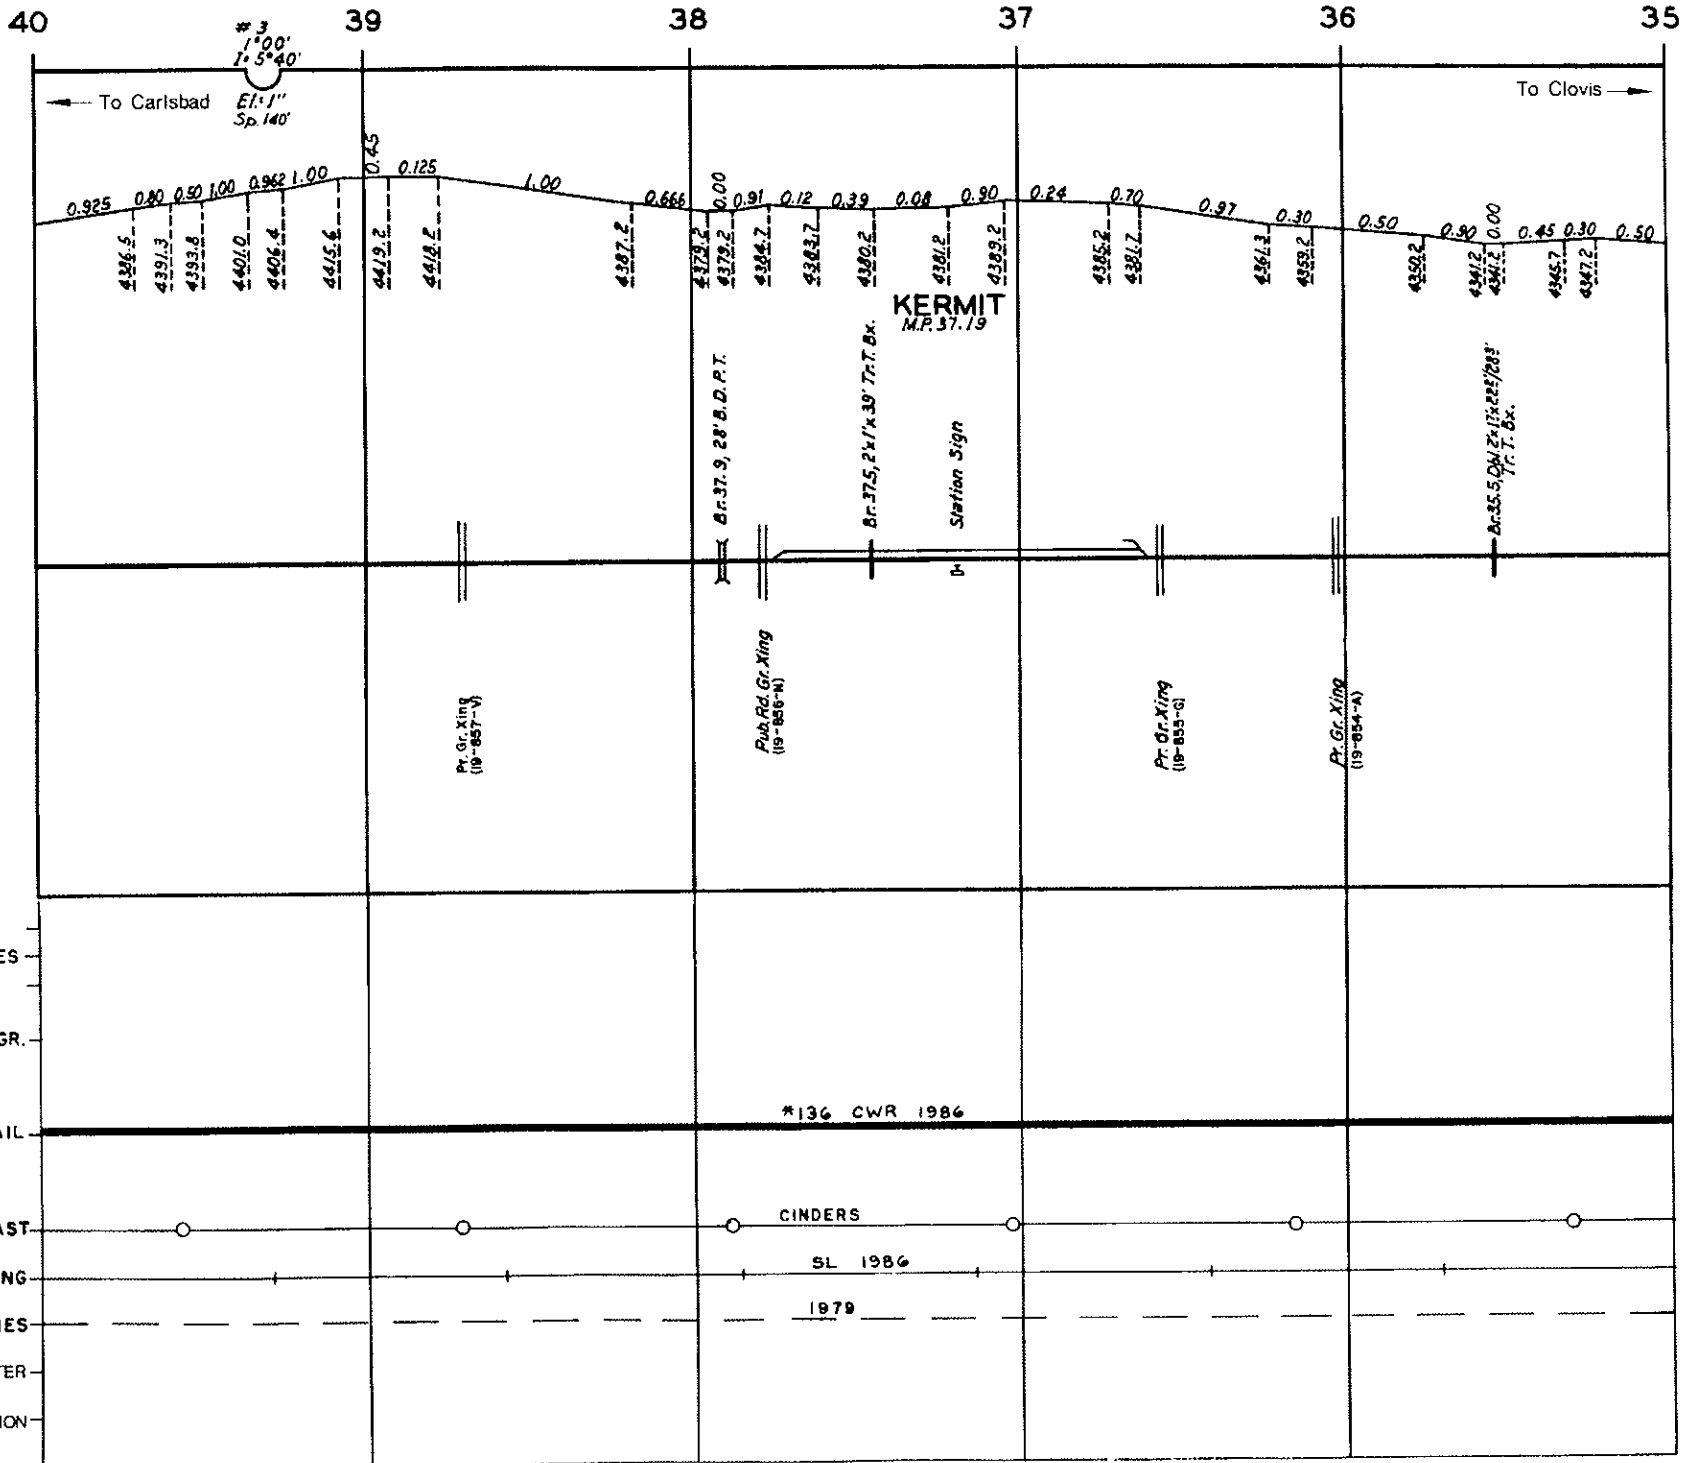 40 39 38 37 36 35
# 3
1°00'
I= 5°40'
← To Carlsbad
El.=1"
Sp. 140'
To Clovis →
0.925 0.80 0.50 1.00 0.962 1.00 0.45 0.125 1.00 0.666 0.00 0.91 0.12 0.39 0.08 0.90 0.24 0.70 0.97 0.30 0.50 0.90 0.00 0.45 0.30 0.50
4386.5 4391.3 4393.8 4401.0 4406.4 4415.6 4419.2 4418.2 4387.2 4379.2 4379.2 4384.7 4383.7 4380.2 4381.2 4389.2 4385.2 4381.7 4361.3 4359.2 4350.2 4341.2 4341.2 4345.7 4347.2
KERMIT
M.P. 37.19
Br. 37.9, 28' B. D. P. T.
Br. 37.5, 2'x1'x 39' Tr. T. Bx.
Station Sign
Br. 35.5, Dbl.
Tr. T. Bx.
Pr. Gr. Xing
(19-857-V)
Pub. Rd. Gr. Xing
(19-856-N)
Pr. Gr. Xing
(19-855-G)
Pr. Gr. Xing
(19-854-A)
ES
GR.
#136 CWR 1986
AIL
CINDERS
AST
SL 1986
NG
1979
IES
TER
ION